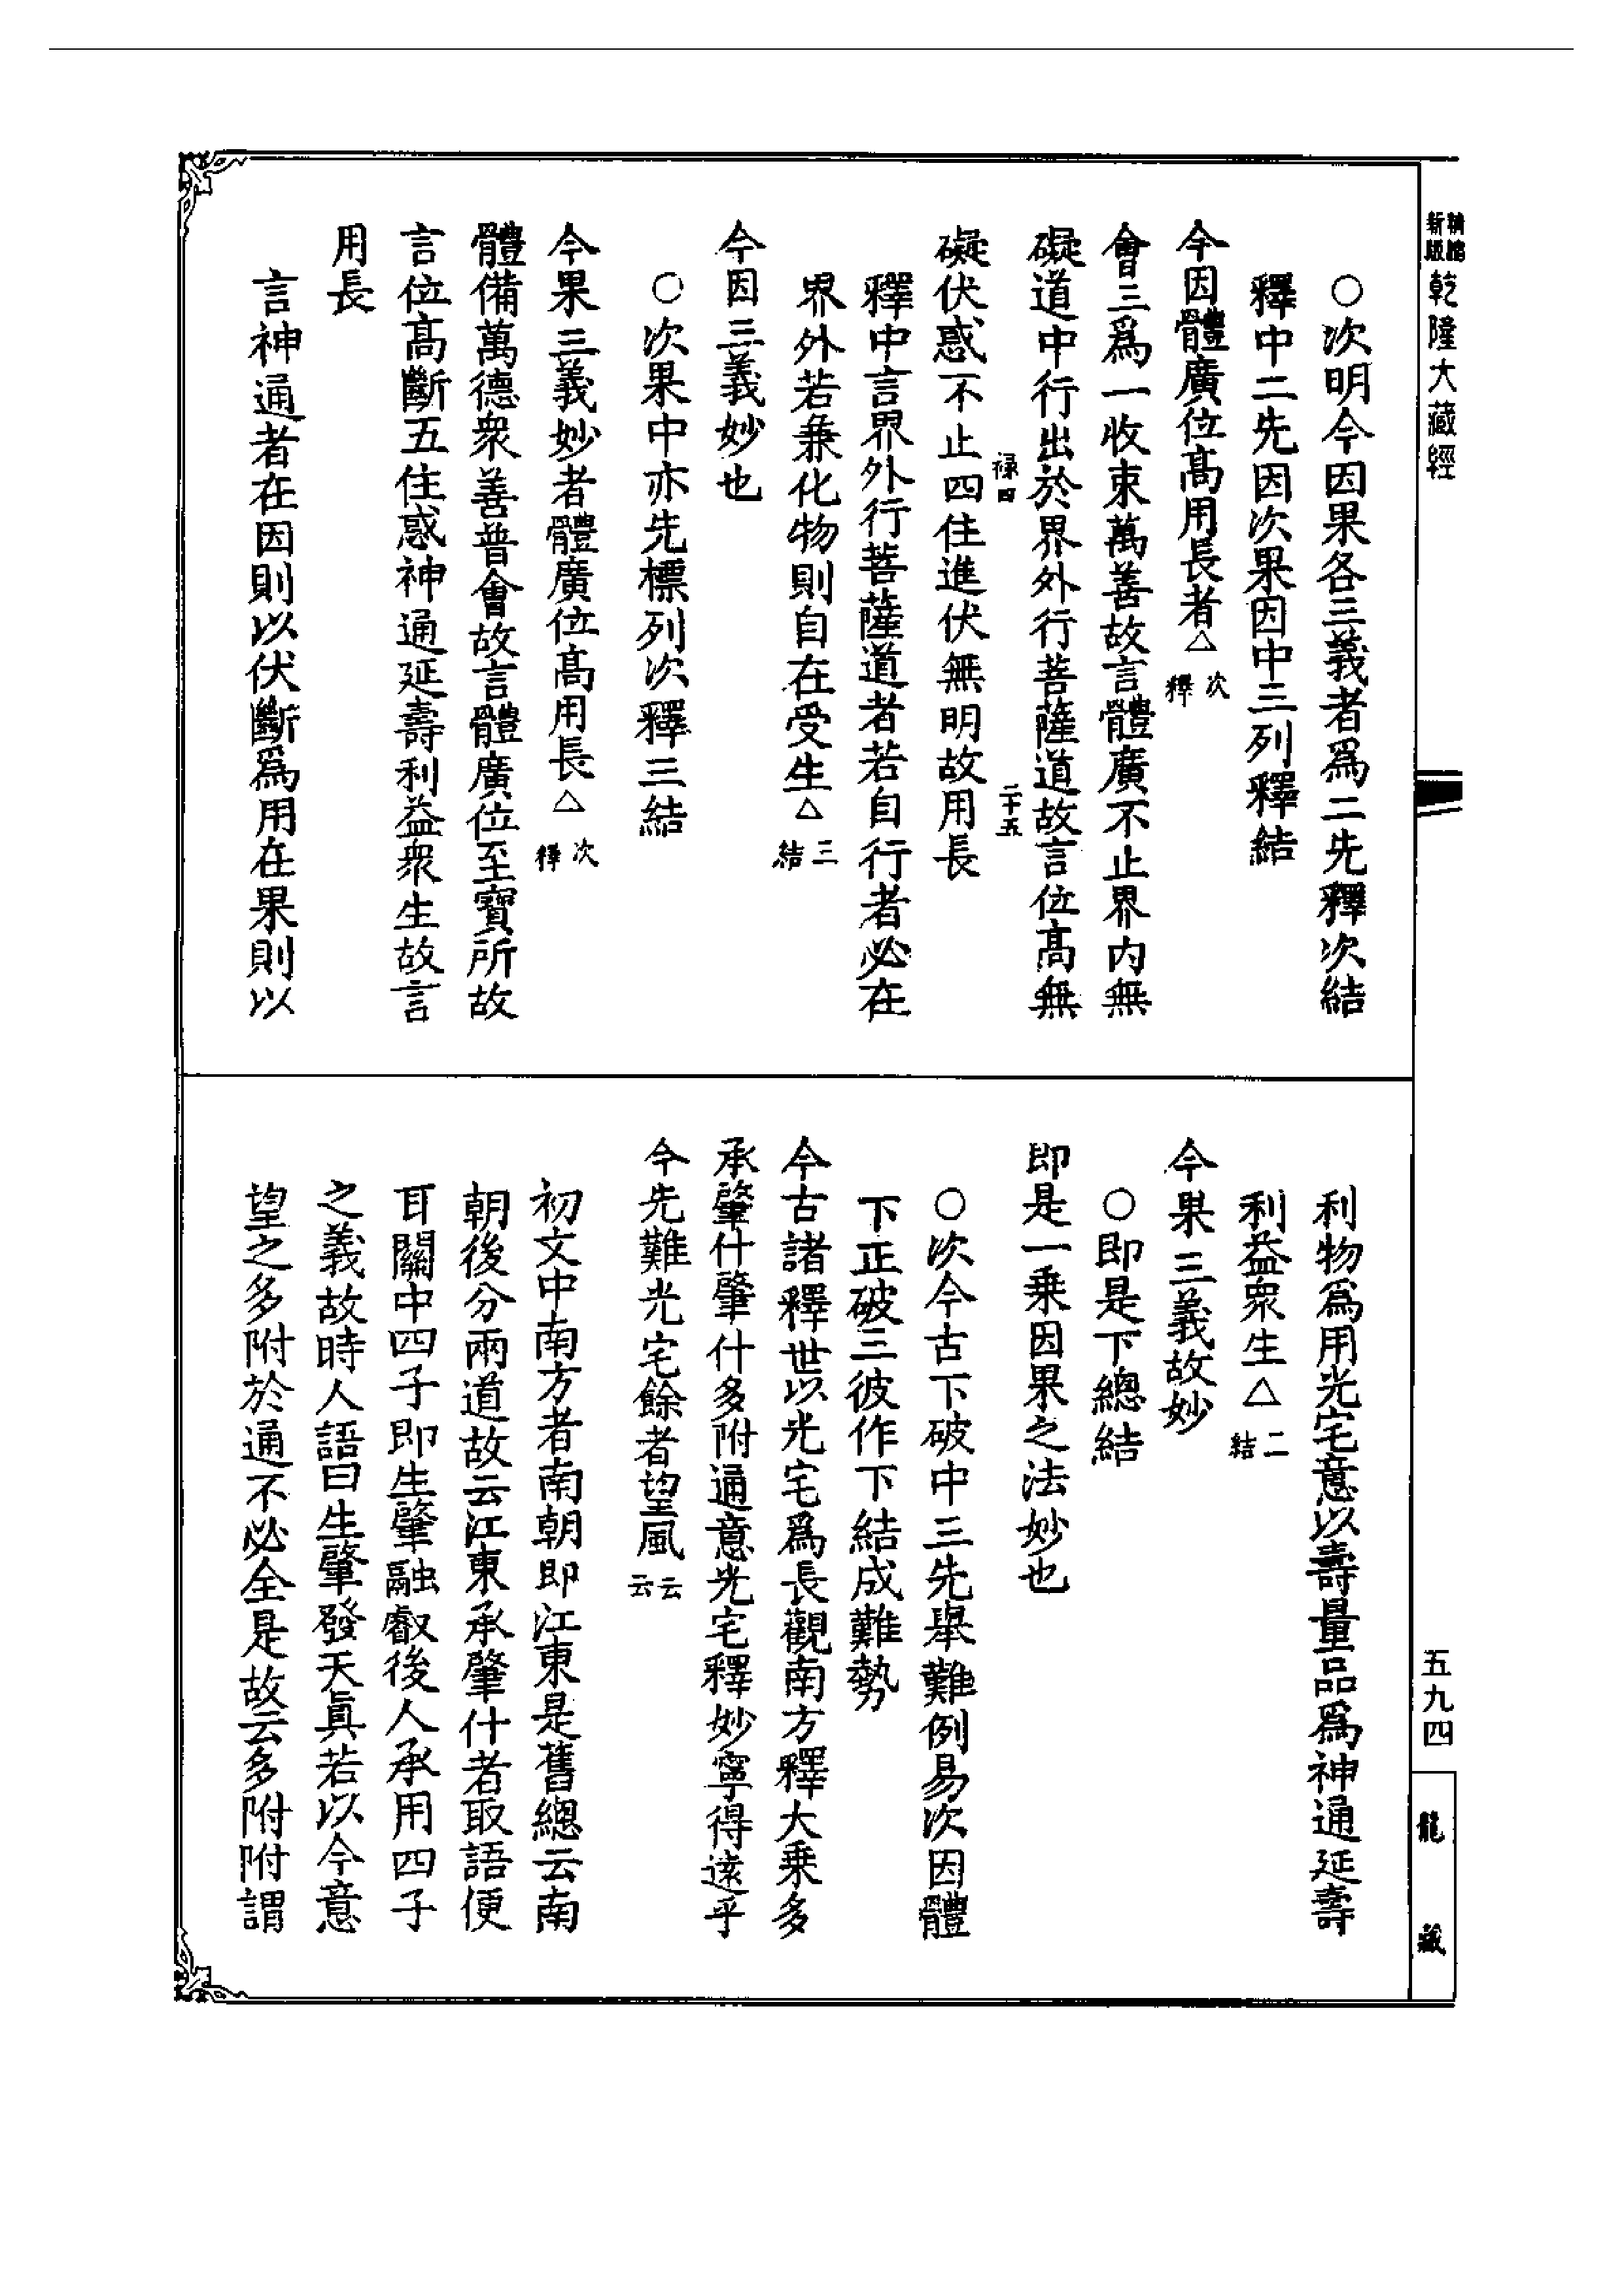 精縮新版乾隆大藏經
○次明今因果各三義者爲二先釋次結
釋中二先因次果因中三列釋結
今因體廣位髙用長者△次釋
會三爲一收束萬善故言體廣不止界内無
礙道中行出於界外行菩薩道故言位髙無
祿四 二十五
礙伏惑不止四住進伏無明故用長
釋中言界外行菩薩道者若自行者必在
界外若兼化物則自在受生△三結
今因三義妙也
○次果中亦先標列次釋三結
今果三義妙者體廣位髙用長△次釋
體備萬德衆善普會故言體廣位至寶所故
言位髙斷五住惑神通延壽利益衆生故言
用長
言神通者在因則以伏斷爲用在果則以
利物爲用光宅意以壽量品爲神通延壽
利益衆生△二結
今果三義故妙
○即是下總結
即是一乗因果之法妙也
○次今古下破中三先舉難例易次因體
下正破三彼作下結成難勢
今古諸釋世以光宅爲長觀南方釋大乗多
承肇什肇什多附通意光宅釋妙寧得遠乎
今先難光宅餘者望風云云
初文中南方者南朝即江東是舊總云南
朝後分兩道故云江東承肇什者取語便
耳關中四子即生肇融叡後人承用四子
之義故時人語曰生肇發天眞若以今意
望之多附於通不必全是故云多附附謂
五九四
龍藏